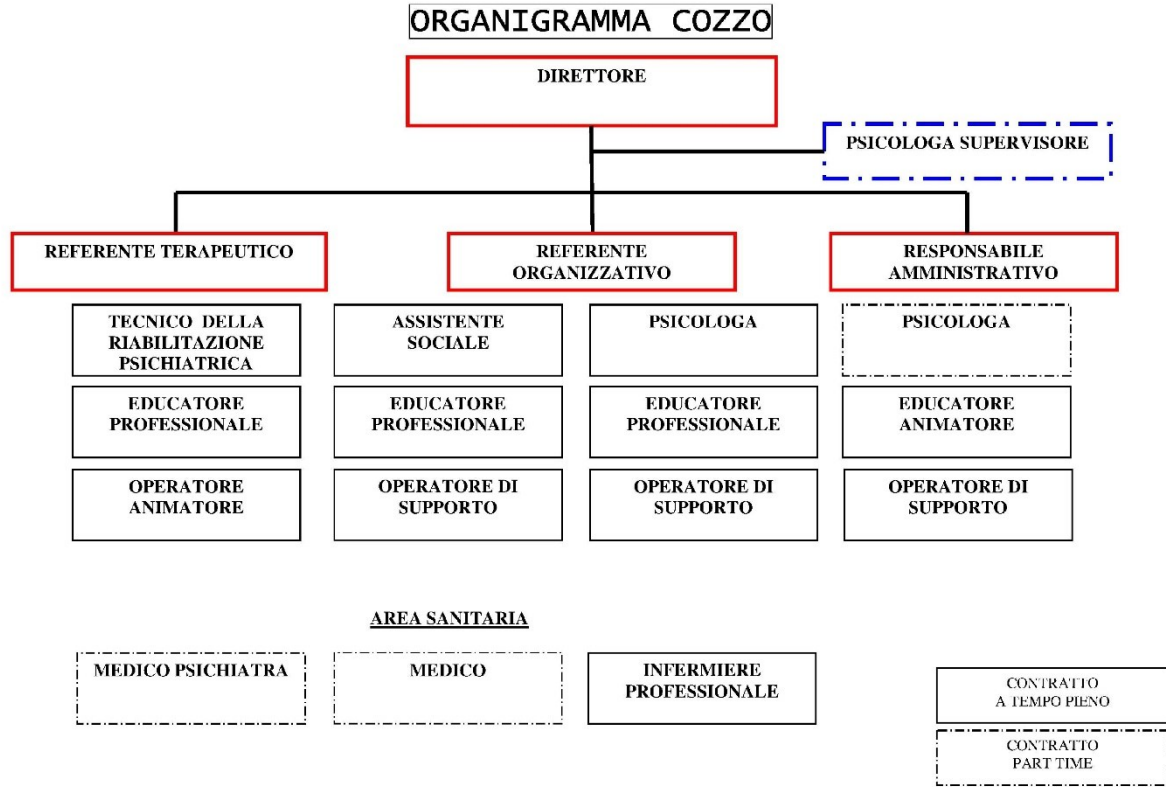 ORGANIGRAMMA COZZO
DIRETTORE
PSICOLOGA SUPERVISORE
REFERENTE TERAPEUTICO
REFERENTE
ORGANIZZATIVO
RESPONSABILE
AMMINISTRATIVO
TECNICO DELLA
RIABILITAZIONE
PSICHIATRICA
ASSISTENTE
SOCIALE
PSICOLOGA
PSICOLOGA
EDUCATORE
PROFESSIONALE
EDUCATORE
PROFESSIONALE
EDUCATORE
PROFESSIONALE
EDUCATORE
ANIMATORE
OPERATORE
ANIMATORE
OPERATORE DI
SUPPORTO
OPERATORE DI
SUPPORTO
OPERATORE DI
SUPPORTO
AREA SANITARIA
MEDICO PSICHIATRA
MEDICO
INFERMIERE
PROFESSIONALE
CONTRATTO
A TEMPO PIENO
CONTRATTO
PART TIME